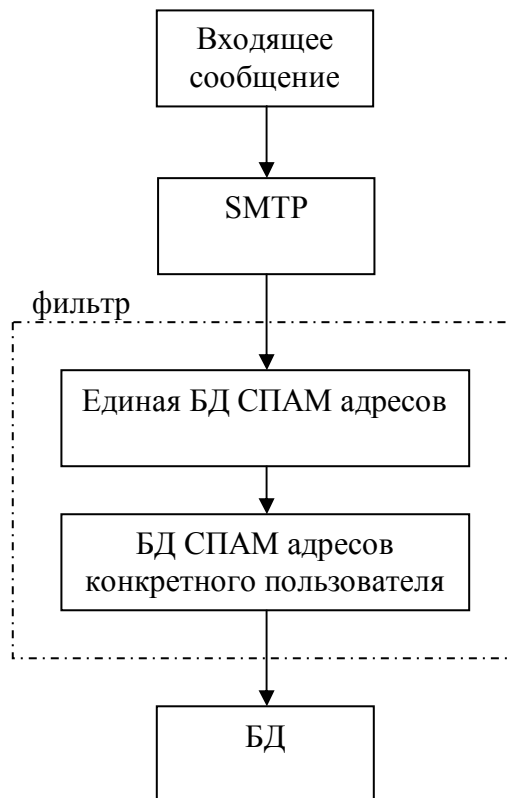 Входящее
сообщение
SMTP
фильтр
Единая БД СПАМ адресов
БД СПАМ адресов
конкретного пользователя
БД